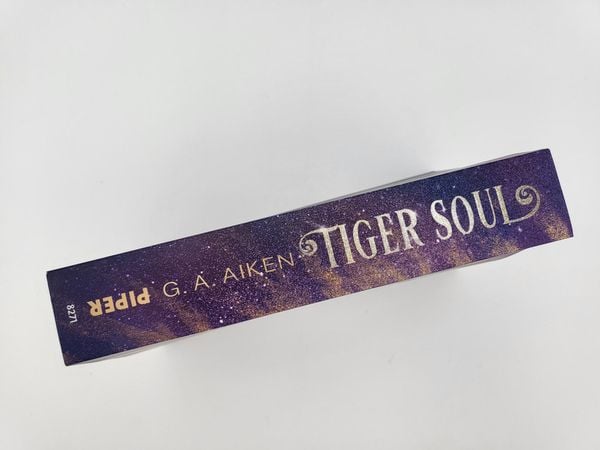 8271
PIPER
G. A. AIKEN
TIGER SOUL